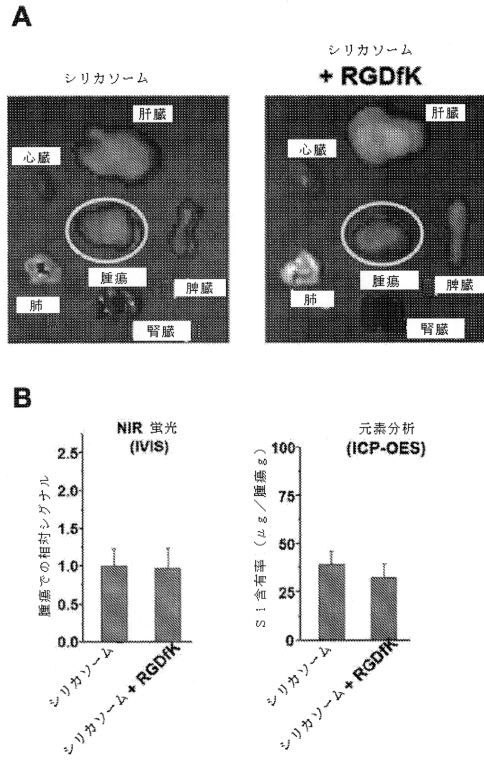 A
シリカソーム
シリカソーム
+ RGDfK
肝臓
心臓
腫瘍
脾臓
肺
腎臓
肝臓
心臓
腫瘍
脾臓
肺
腎臓
B
NIR 蛍光
(IVIS)
腫瘍での相対シグナル
2.5
2.0
1.5
1.0
0.5
0.0
シリカソーム
シリカソーム + RGDfK
元素分析
(ICP-OES)
Si含有率 (μg/腫瘍g)
100
75
50
25
0
シリカソーム
シリカソーム + RGDfK